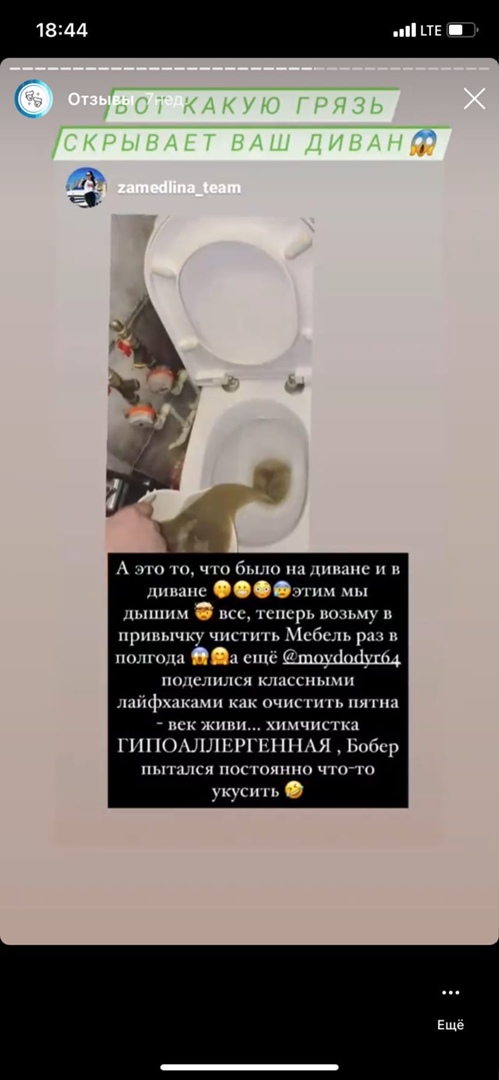 18:44
LTE
Отзывы 7нед.
ВОТ КАКУЮ ГРЯЗЬ
СКРЫВАЕТ ВАШ ДИВАН😱
zamedlina_team
А это то, что было на диване и в
диване 🤫😬😳😰этим мы
дышим 🤯 все, теперь возьму в
привычку чистить Мебель раз в
полгода 😱🤗а ещё @moydodyr64
поделился классными
лайфхаками как очистить пятна
- век живи... химчистка
ГИПОАЛЛЕРГЕННАЯ , Бобер
пытался постоянно что-то
укусить 🤣
Ещё